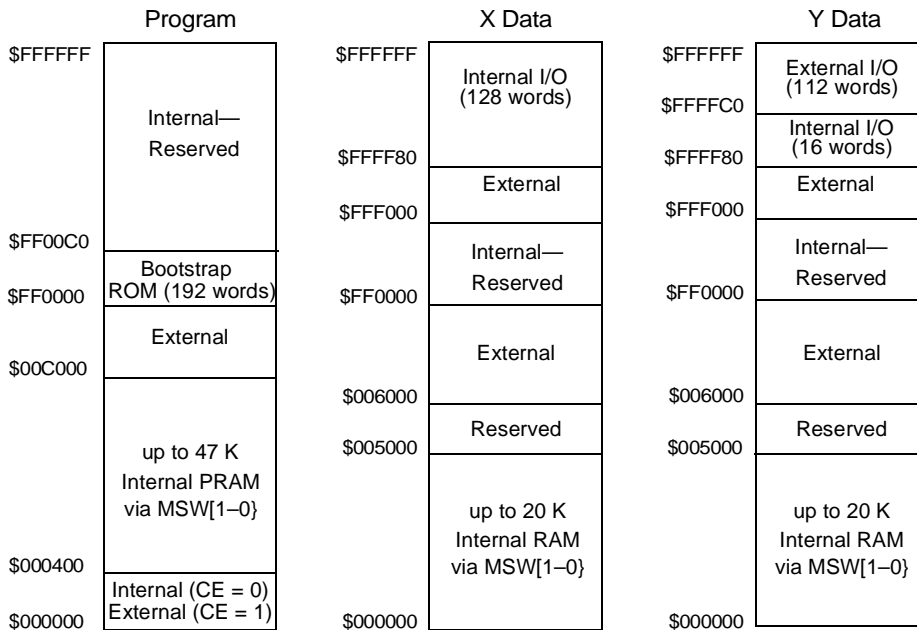 Program
$FFFFFF
Internal—
Reserved
$FF00C0
Bootstrap
ROM (192 words)
$FF0000
External
$00C000
up to 47 K
Internal PRAM
via MSW[1–0}
$000400
Internal (CE = 0)
External (CE = 1)
$000000
X Data
$FFFFFF
Internal I/O
(128 words)
$FFFF80
External
$FFF000
Internal—
Reserved
$FF0000
External
$006000
Reserved
$005000
up to 20 K
Internal RAM
via MSW[1–0}
$000000
Y Data
$FFFFFF
External I/O
(112 words)
$FFFFC0
Internal I/O
(16 words)
$FFFF80
External
$FFF000
Internal—
Reserved
$FF0000
External
$006000
Reserved
$005000
up to 20 K
Internal RAM
via MSW[1–0}
$000000